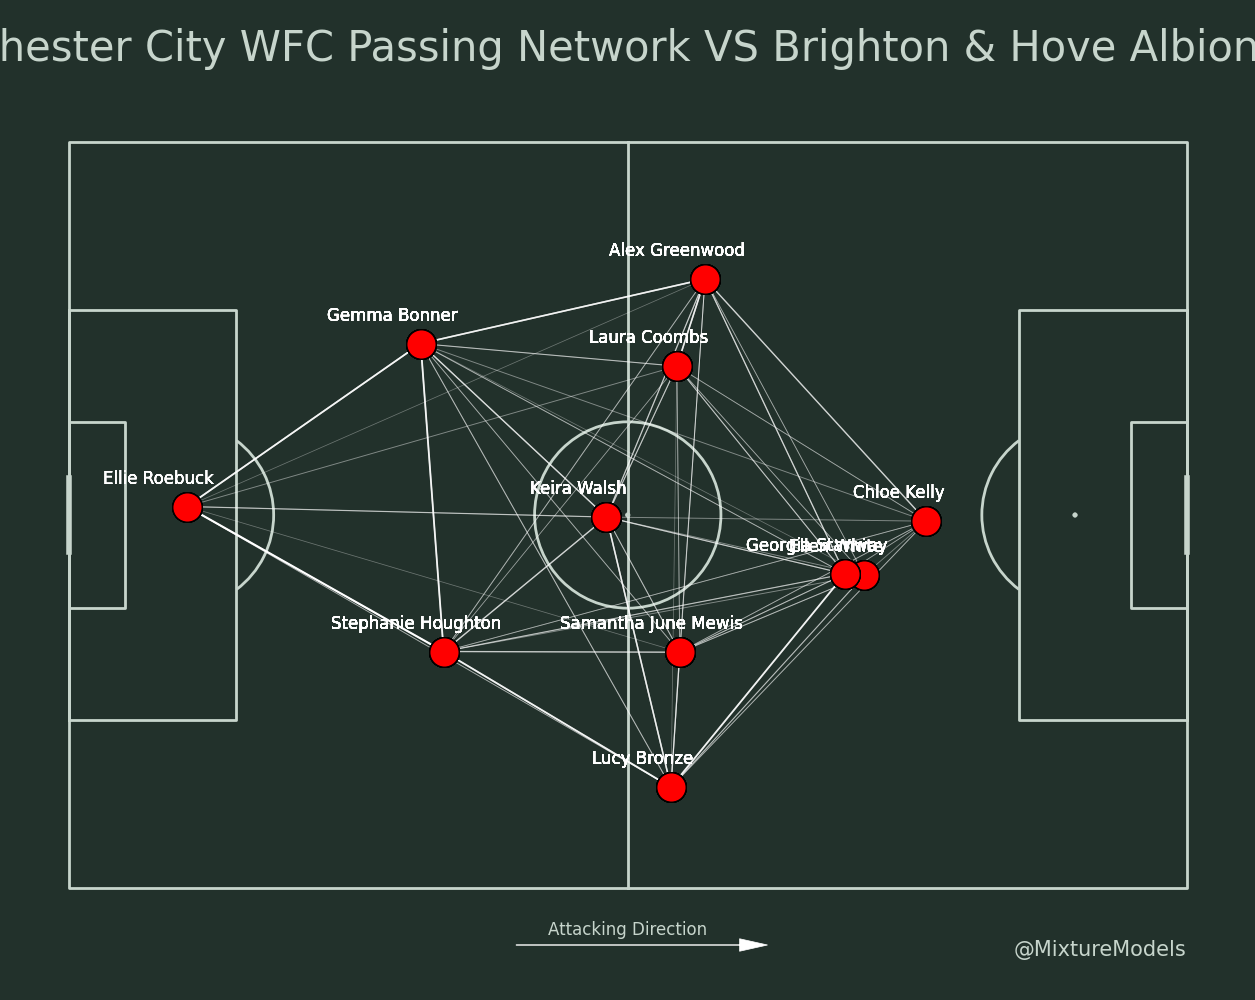 hester City WFC Passing Network VS Brighton & Hove Albion
Alex Greenwood
Gemma Bonner
Laura Coombs
Ellie Roebuck
Keira Walsh
Chloe Kelly
Georgia Stanway
Ellen White
Stephanie Houghton
Samantha June Mewis
Lucy Bronze
Attacking Direction
@MixtureModels